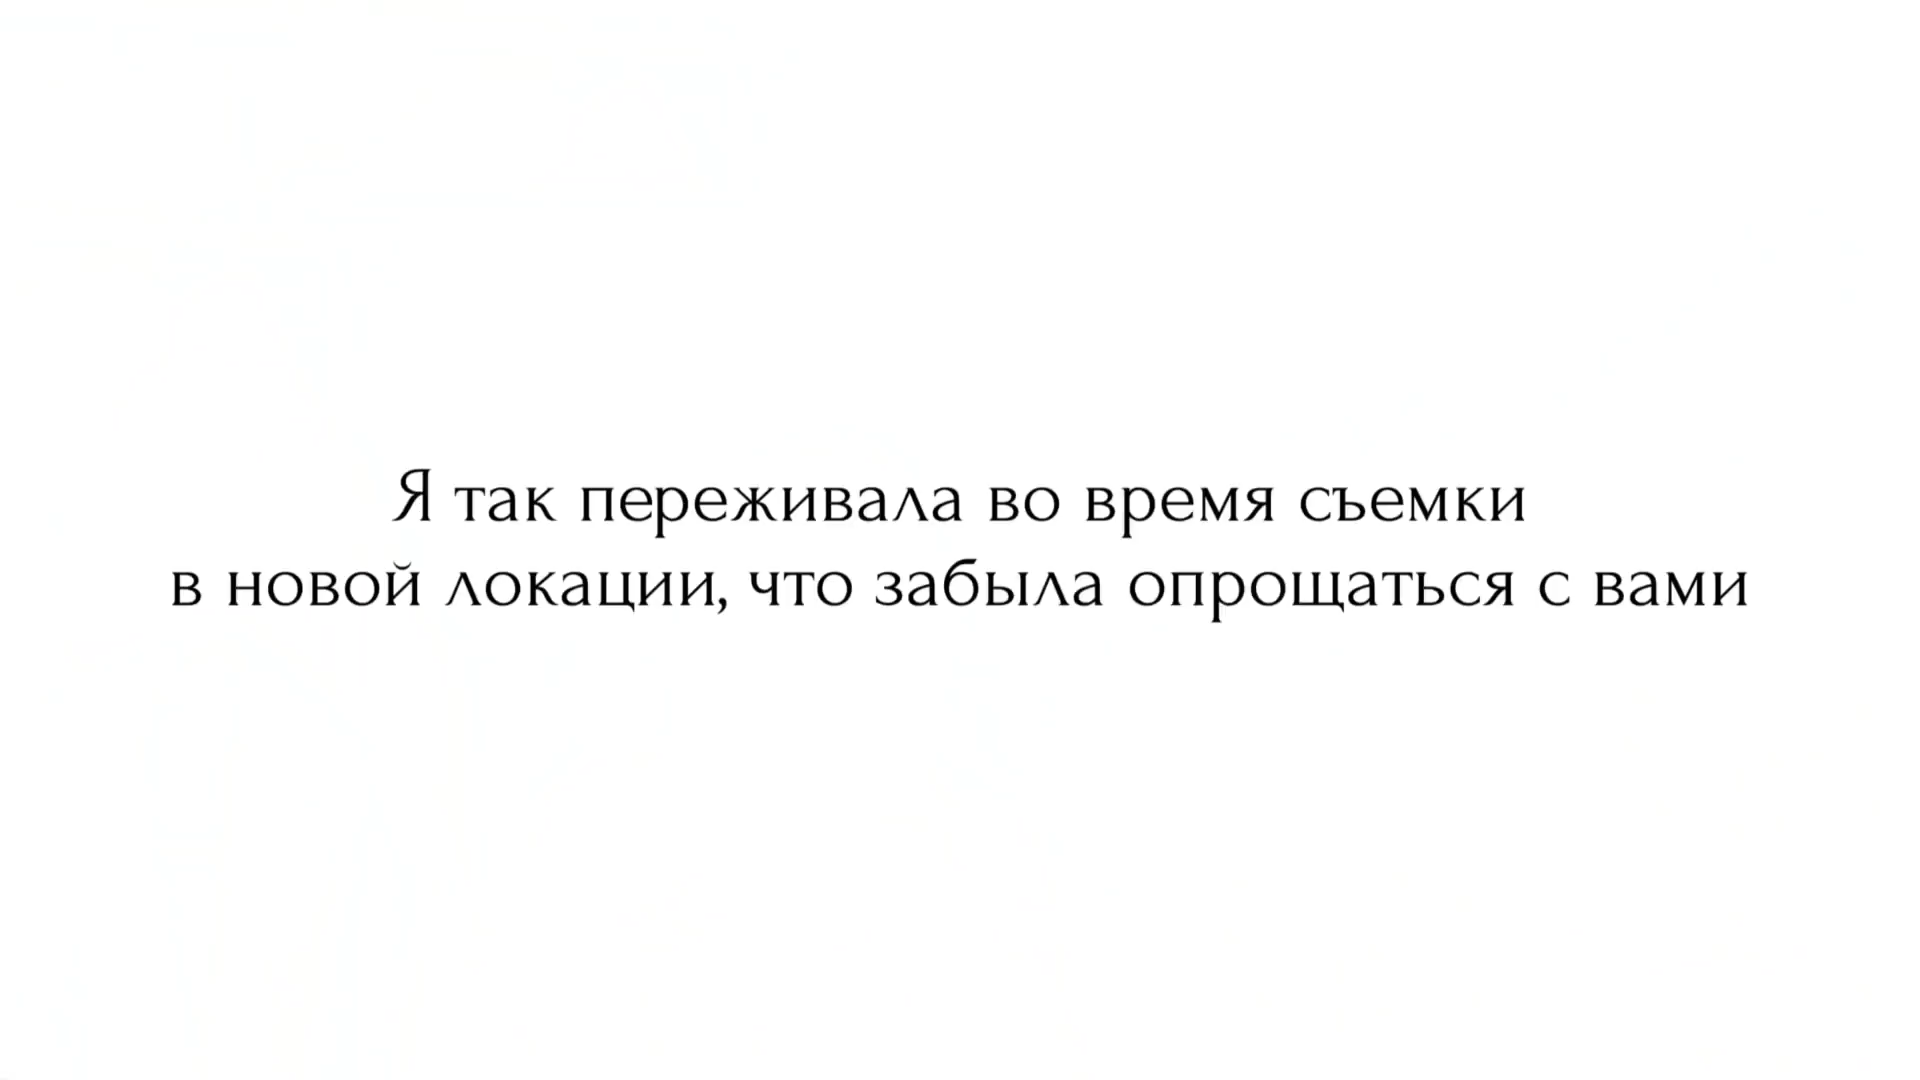 Я так переживала во время съемки
в новой локации, что забыла опрощаться с вами